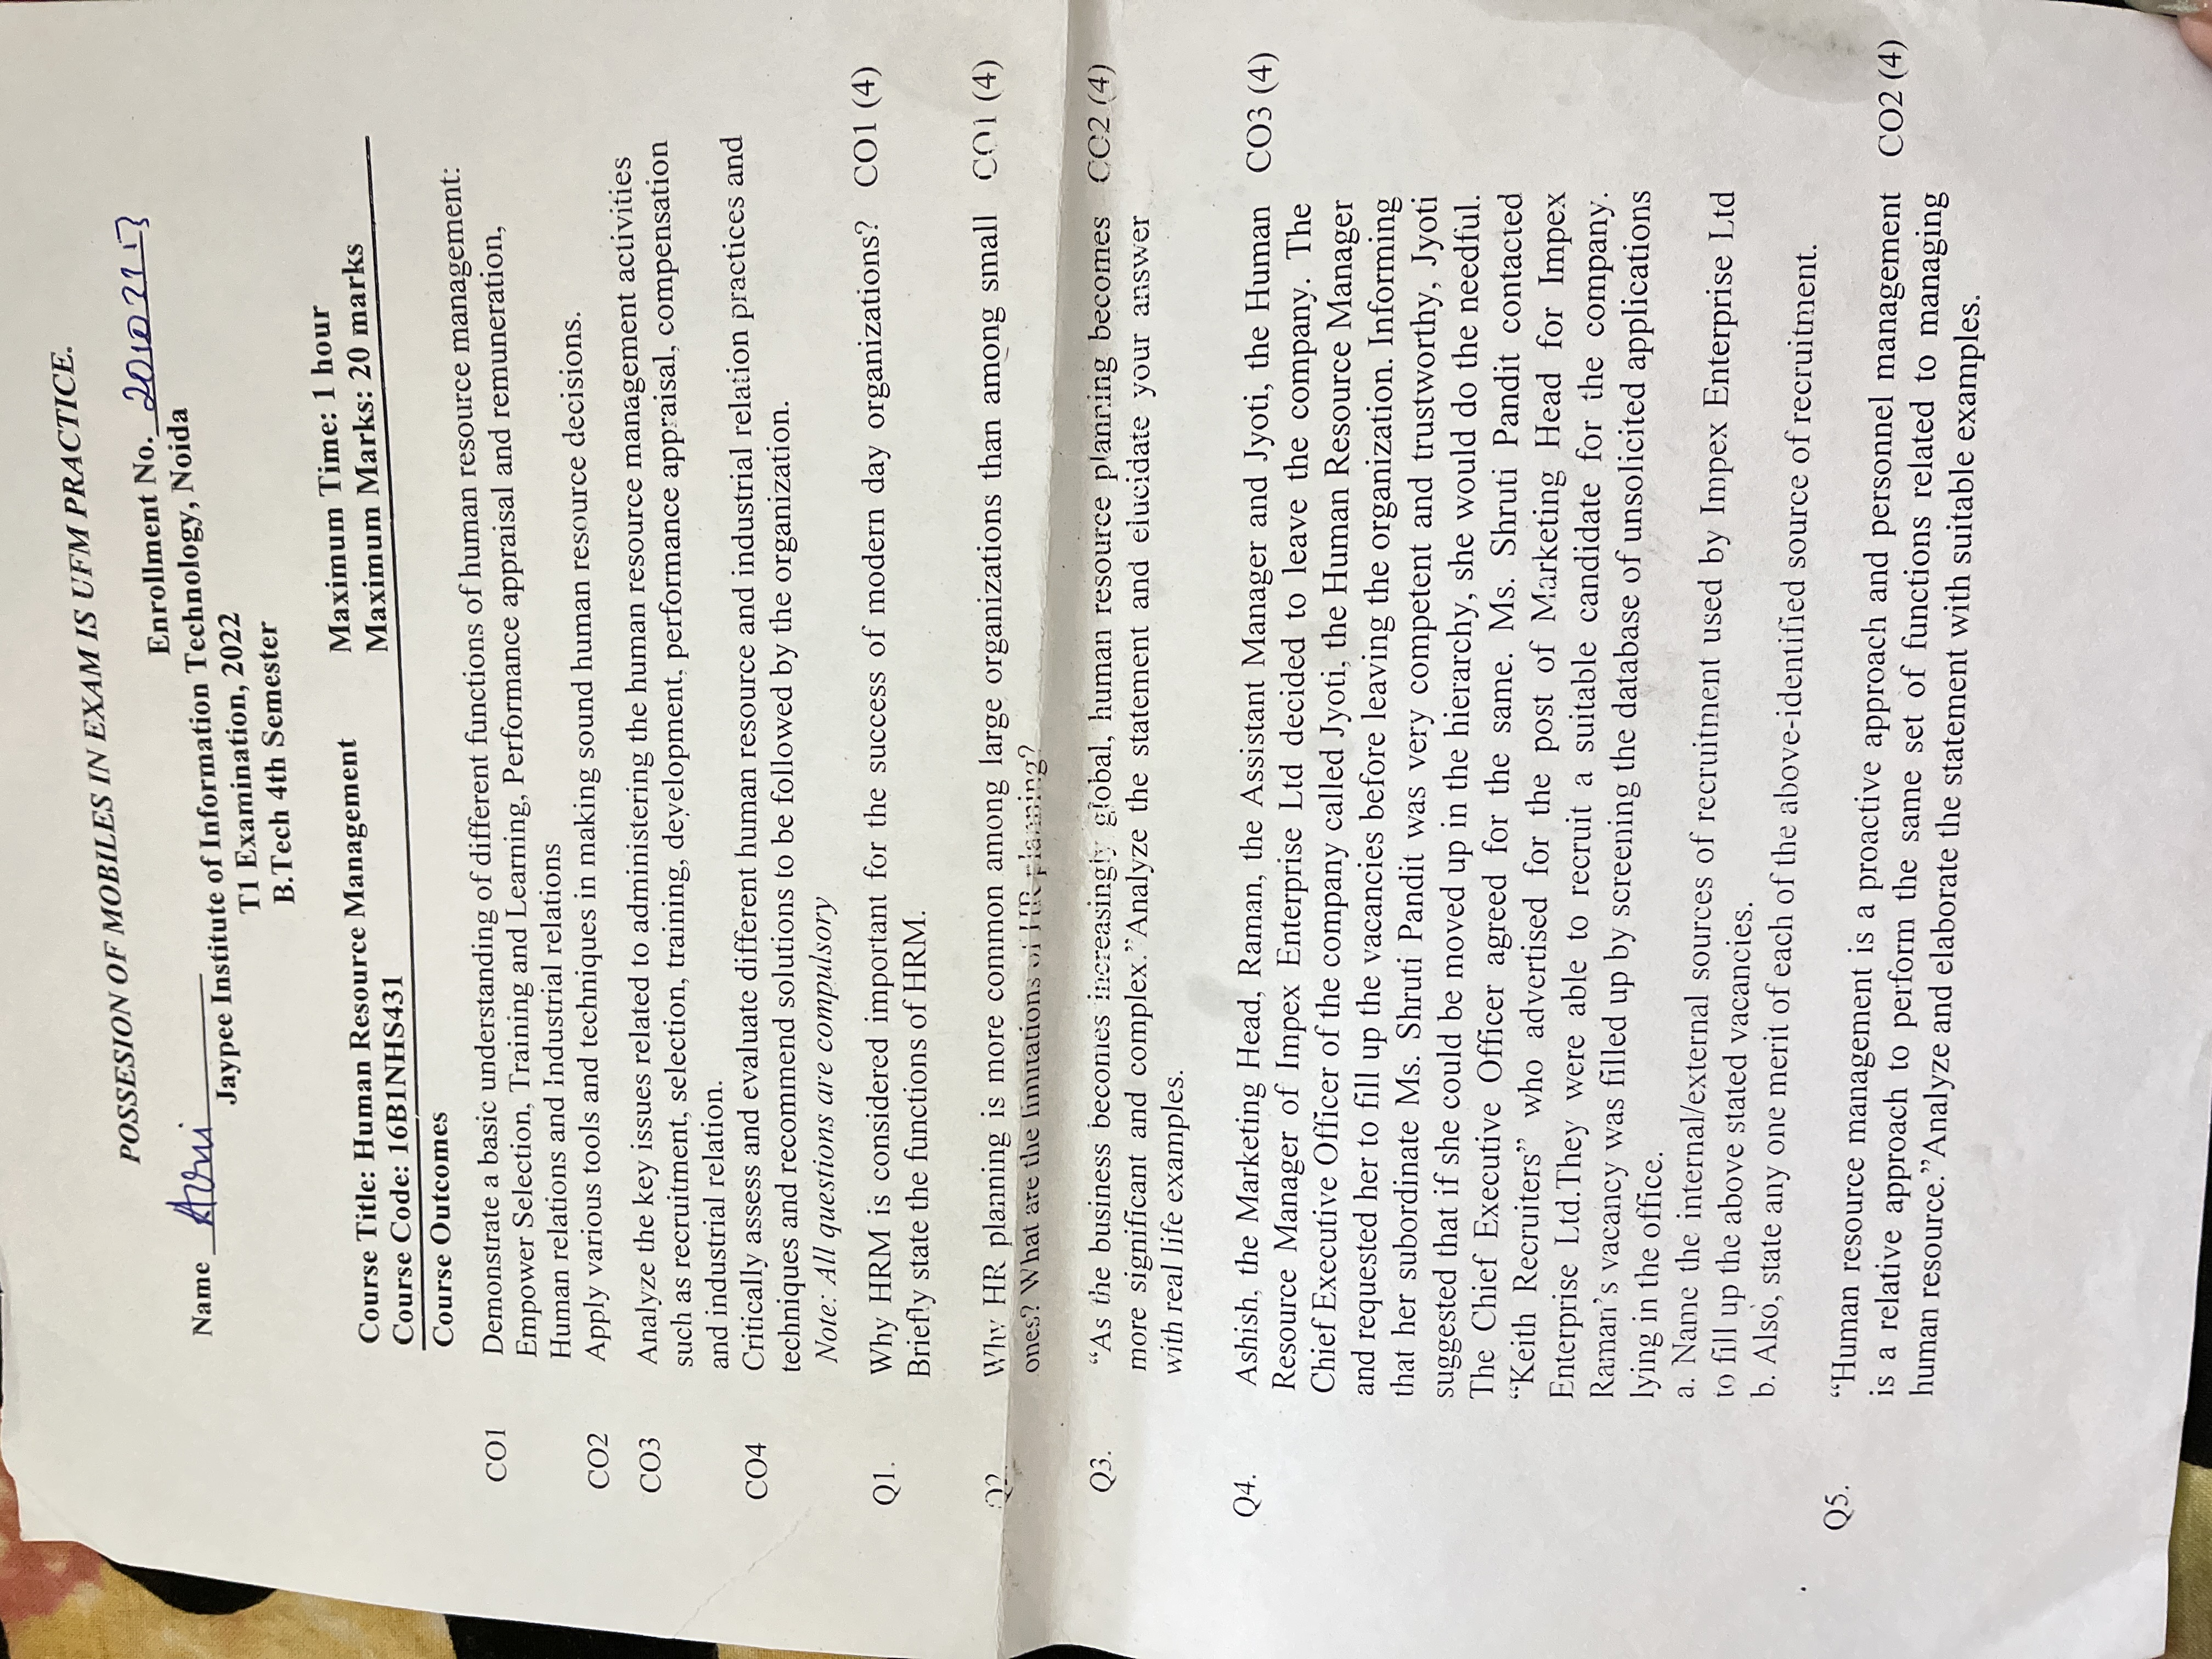 POSSESION OF MOBILES IN EXAM IS UFM PRACTICE.
Enrollment No.
Name
Jaypee Institute of Information Technology, Noida
T1 Examination, 2022
B.Tech 4th Semester
Course Title: Human Resource Management Maximum Time: 1 hour
Course Code: 16B1NHS431 Maximum Marks: 20 marks
Course Outcomes
CO1 Demonstrate a basic understanding of different functions of human resource management:
Empower Selection, Training and Learning, Performance appraisal and remuneration,
Human relations and Industrial relations
CO2 Apply various tools and techniques in making sound human resource decisions.
CO3 Analyze the key issues related to administering the human resource management activities
such as recruitment, selection, training, development, performance appraisal, compensation
and industrial relation.
CO4 Critically assess and evaluate different human resource and industrial relation practices and
techniques and recommend solutions to be followed by the organization.
Note: All questions are compulsory
Q1. Why HRM is considered important for the success of modern day organizations? CO1 (4)
Briefly state the functions of HRM.
Q2. Why HR planning is more common among large organizations than among small CO1 (4)
ones? What are the limitations of HR planning?
Q3. “As the business becomes increasingly global, human resource planning becomes CO2 (4)
more significant and complex.”Analyze the statement and elucidate your answer
with real life examples.
Q4. Ashish, the Marketing Head, Raman, the Assistant Manager and Jyoti, the Human CO3 (4)
Resource Manager of Impex Enterprise Ltd decided to leave the company. The
Chief Executive Officer of the company called Jyoti, the Human Resource Manager
and requested her to fill up the vacancies before leaving the organization. Informing
that her subordinate Ms. Shruti Pandit was very competent and trustworthy, Jyoti
suggested that if she could be moved up in the hierarchy, she would do the needful.
The Chief Executive Officer agreed for the same. Ms. Shruti Pandit contacted
“Keith Recruiters” who advertised for the post of Marketing Head for Impex
Enterprise Ltd.They were able to recruit a suitable candidate for the company.
Raman’s vacancy was filled up by screening the database of unsolicited applications
lying in the office.
a. Name the internal/external sources of recruitment used by Impex Enterprise Ltd
to fill up the above stated vacancies.
b. Also, state any one merit of each of the above-identified source of recruitment.
Q5. “Human resource management is a proactive approach and personnel management CO2 (4)
is a relative approach to perform the same set of functions related to managing
human resource.”Analyze and elaborate the statement with suitable examples.